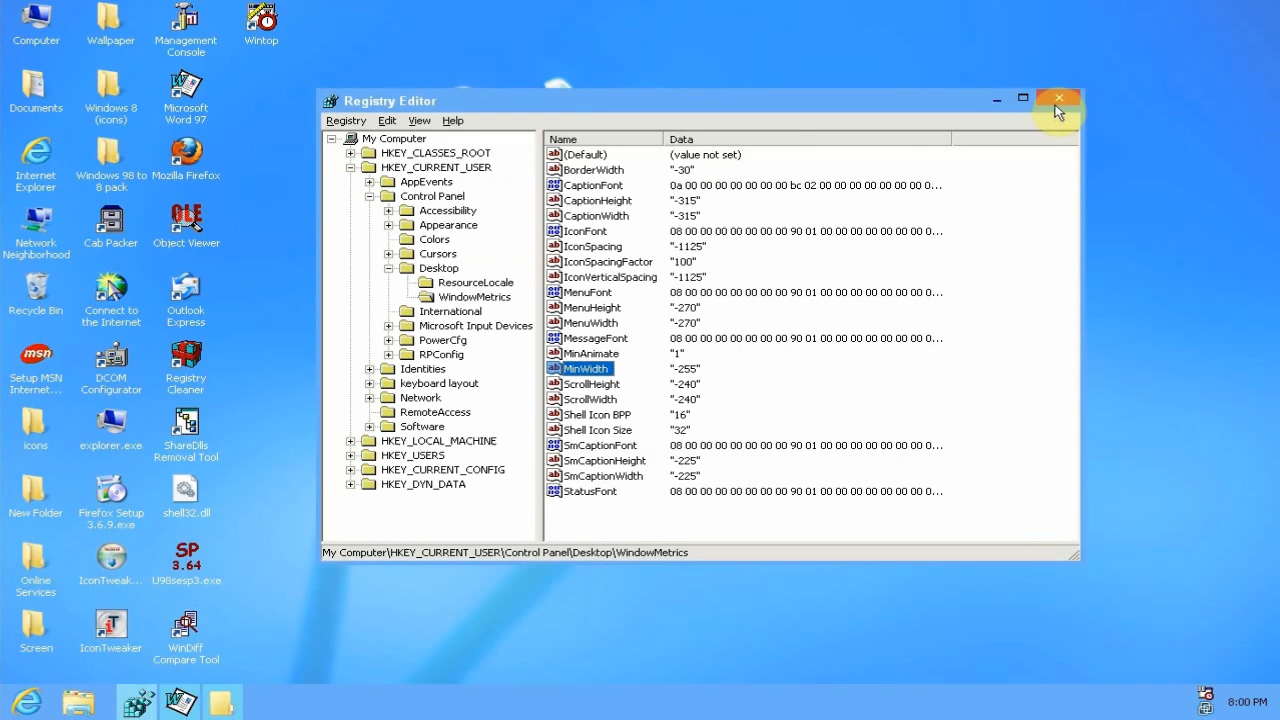 Computer
Wallpaper
Management
Console
Wintop
Documents
Windows 8
(icons)
Microsoft
Word 97
Internet
Explorer
Windows 98 to
8 pack
Mozilla Firefox
Network
Neighborhood
Cab Packer
OLE
Object Viewer
Recycle Bin
Connect to
the Internet
Outlook
Express
msn
Setup MSN
Internet...
DCOM
Configurator
Registry
Cleaner
icons
explorer.exe
ShareDlls
Removal Tool
New Folder
Firefox Setup
3.6.9.exe
shell32.dll
Online
Services
IconTweak...
SP
3.64
U98sesp3.exe
Screen
IconTweaker
WinDiff
Compare Tool
Registry Editor
Registry Edit View Help
My Computer
HKEY_CLASSES_ROOT
HKEY_CURRENT_USER
AppEvents
Control Panel
Accessibility
Appearance
Colors
Cursors
Desktop
ResourceLocale
WindowMetrics
International
Microsoft Input Devices
PowerCfg
RPConfig
Identities
keyboard layout
Network
RemoteAccess
Software
HKEY_LOCAL_MACHINE
HKEY_USERS
HKEY_CURRENT_CONFIG
HKEY_DYN_DATA
Name Data
(Default) (value not set)
BorderWidth "-30"
CaptionFont 0a 00 00 00 00 00 00 00 bc 02 00 00 00 00 00 00 00 0...
CaptionHeight "-315"
CaptionWidth "-315"
IconFont 08 00 00 00 00 00 00 00 90 01 00 00 00 00 00 00 00 0...
IconSpacing "-1125"
IconSpacingFactor "100"
IconVerticalSpacing "-1125"
MenuFont 08 00 00 00 00 00 00 00 90 01 00 00 00 00 00 00 00 0...
MenuHeight "-270"
MenuWidth "-270"
MessageFont 08 00 00 00 00 00 00 00 90 01 00 00 00 00 00 00 00 0...
MinAnimate "1"
MinWidth "-255"
ScrollHeight "-240"
ScrollWidth "-240"
Shell Icon BPP "16"
Shell Icon Size "32"
SmCaptionFont 08 00 00 00 00 00 00 00 90 01 00 00 00 00 00 00 00 0...
SmCaptionHeight "-225"
SmCaptionWidth "-225"
StatusFont 08 00 00 00 00 00 00 00 90 01 00 00 00 00 00 00 00 0...
My Computer\HKEY_CURRENT_USER\Control Panel\Desktop\WindowMetrics
8:00 PM